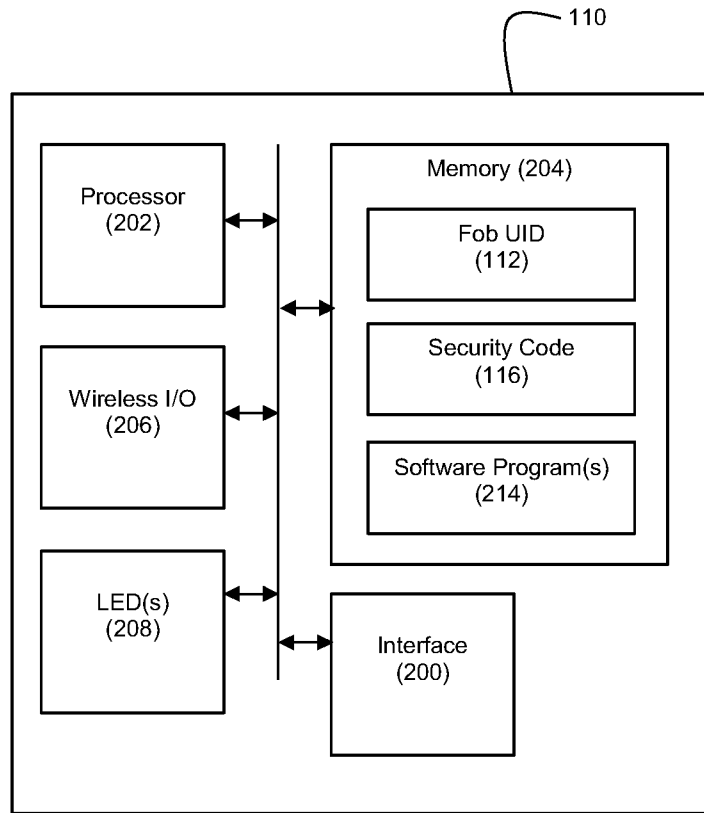 110
Processor
(202)
Memory (204)
Fob UID
(112)
Security Code
(116)
Software Program(s)
(214)
Wireless I/O
(206)
LED(s)
(208)
Interface
(200)